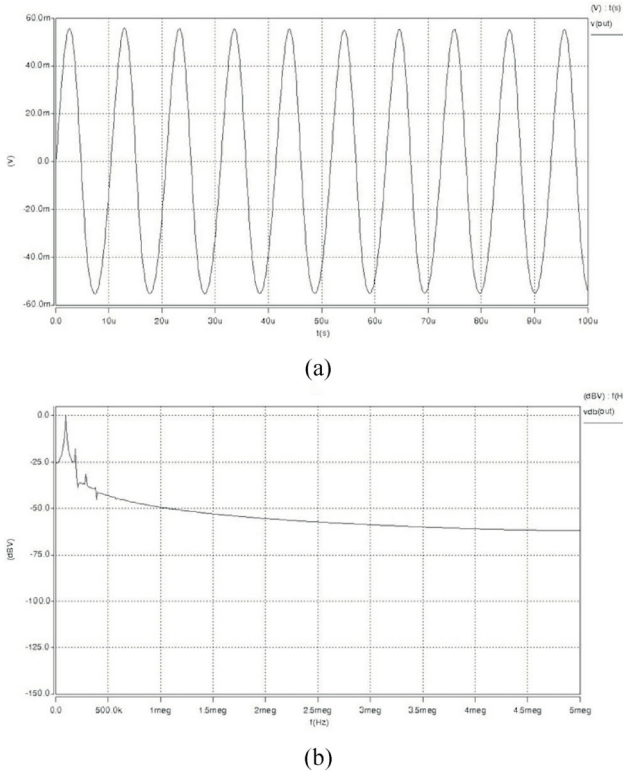 (V) : t(s)
v(out)
60.0m
40.0m
20.0m
0.0
-20.0m
-40.0m
-60.0m
(V)
0.0 10u 20u 30u 40u 50u 60u 70u 80u 90u 100u
t(s)
(a)
(dBV) : f(H
vdb(out)
0.0
-25.0
-50.0
-75.0
-100.0
-125.0
-150.0
(dBV)
0.0 500.0k 1meg 1.5meg 2meg 2.5meg 3meg 3.5meg 4meg 4.5meg 5meg
f(Hz)
(b)